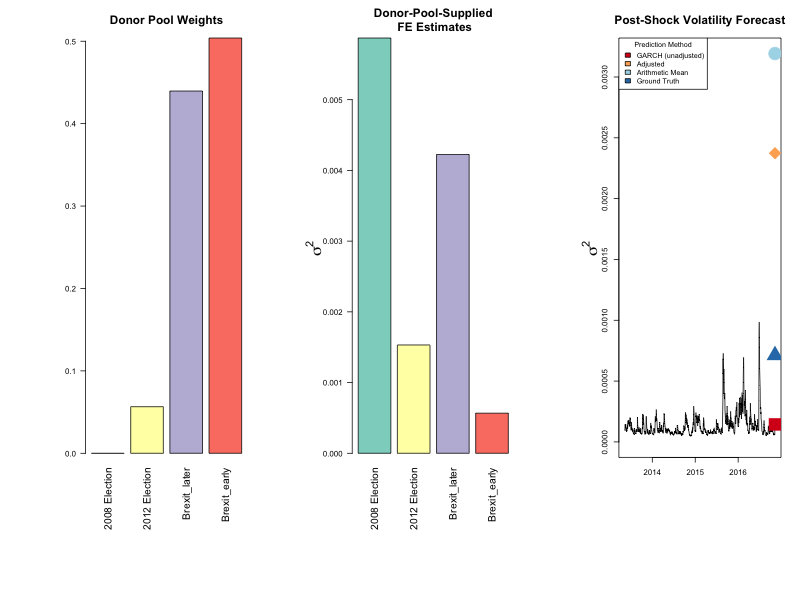 Donor Pool Weights
0.5
0.4
0.3
0.2
0.1
0.0
2008 Election
2012 Election
Brexit_later
Brexit_early
Donor-Pool-Supplied
FE Estimates
σ²
0.005
0.004
0.003
0.002
0.001
0.000
2008 Election
2012 Election
Brexit_later
Brexit_early
Post-Shock Volatility Forecast
Prediction Method
GARCH (unadjusted)
Adjusted
Arithmetic Mean
Ground Truth
σ²
0.0030
0.0025
0.0020
0.0015
0.0010
0.0005
0.0000
2014
2015
2016